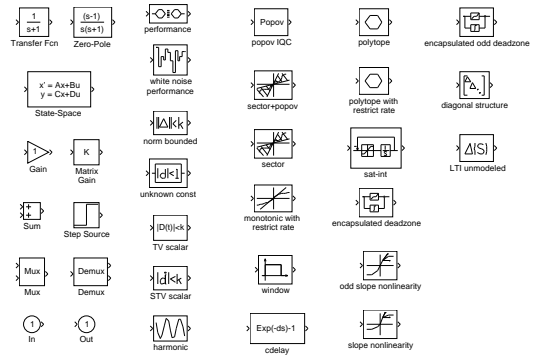 1
s+1
Transfer Fcn
(s-1)
s(s+1)
Zero-Pole
performance
Popov
popov IQC
polytope
encapsulated odd deadzone
x' = Ax+Bu
y = Cx+Du
State-Space
white noise
performance
sector+popov
polytope with
restrict rate
diagonal structure
1
Gain
K
Matrix
Gain
||Δ||<k
norm bounded
sector
sat-int
Δ(S)
LTI unmodeled
+
+
Sum
Step Source
|d|<1
unknown const
monotonic with
restrict rate
encapsulated deadzone
|D(t)|<k
TV scalar
Mux
Mux
Demux
Demux
|d|<k
STV scalar
window
odd slope nonlinearity
1
In
1
Out
harmonic
Exp(-ds)-1
cdelay
slope nonlinearity